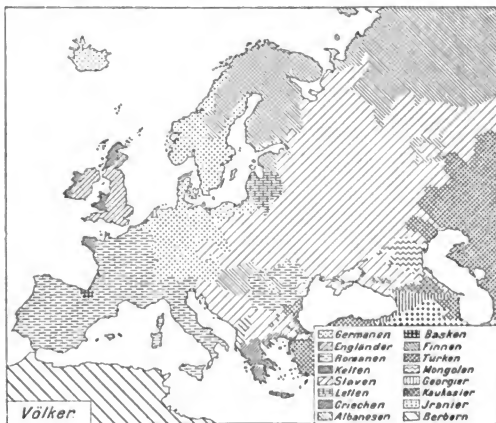 Germanen
Engländer
Romanen
Kelten
Slaven
Letten
Griechen
Albanesen
Basken
Finnen
Türken
Mongolen
Georgier
Kaukasier
Jranier
Berbern
Völker